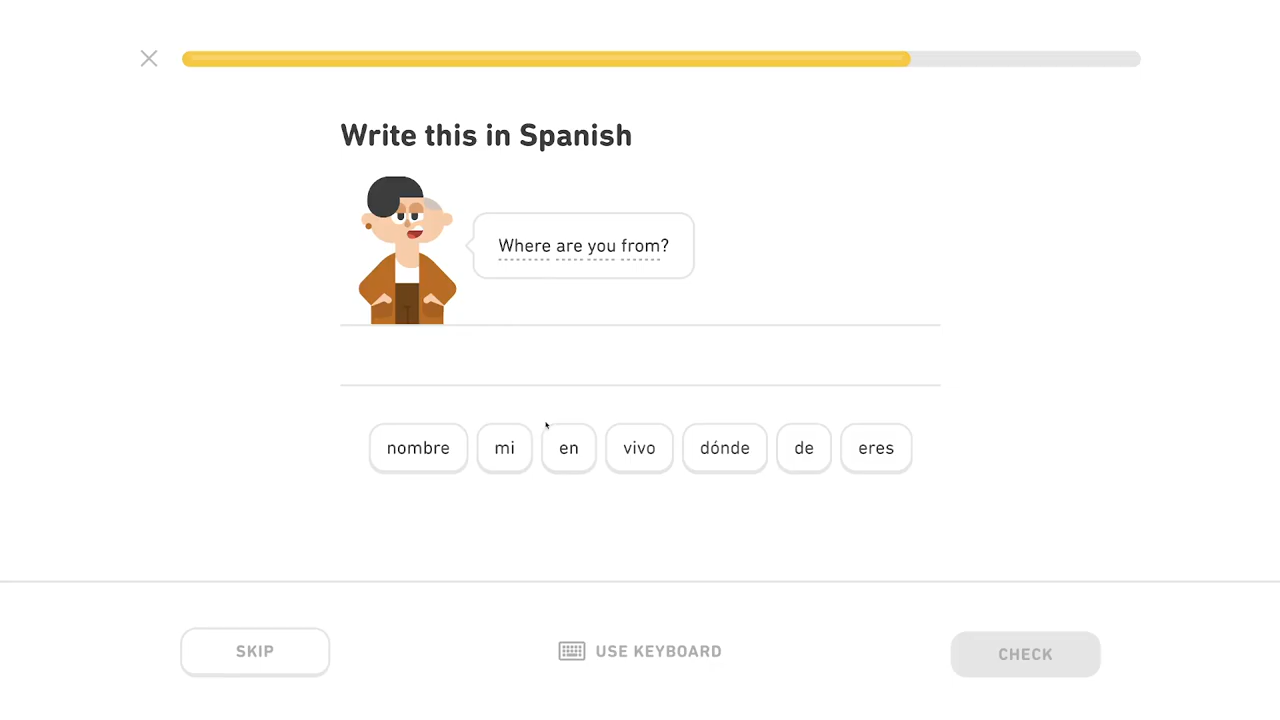 Write this in Spanish
Where are you from?
nombre mi en vivo dónde de eres
SKIP USE KEYBOARD CHECK